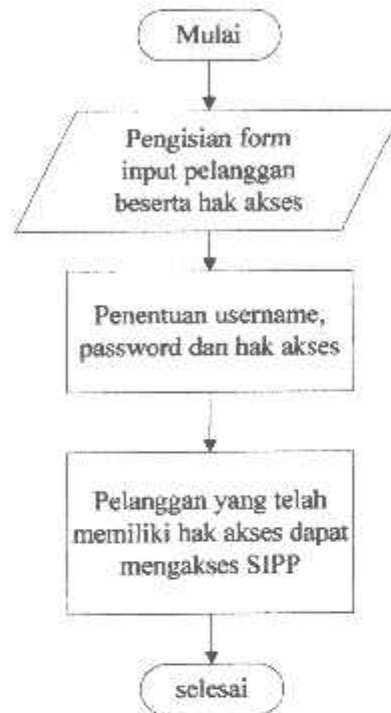 Mulai
Pengisian form
input pelanggan
beserta hak akses
Penentuan username,
password dan hak akses
Pelanggan yang telah
memiliki hak akses dapat
mengakses SIPP
selesai